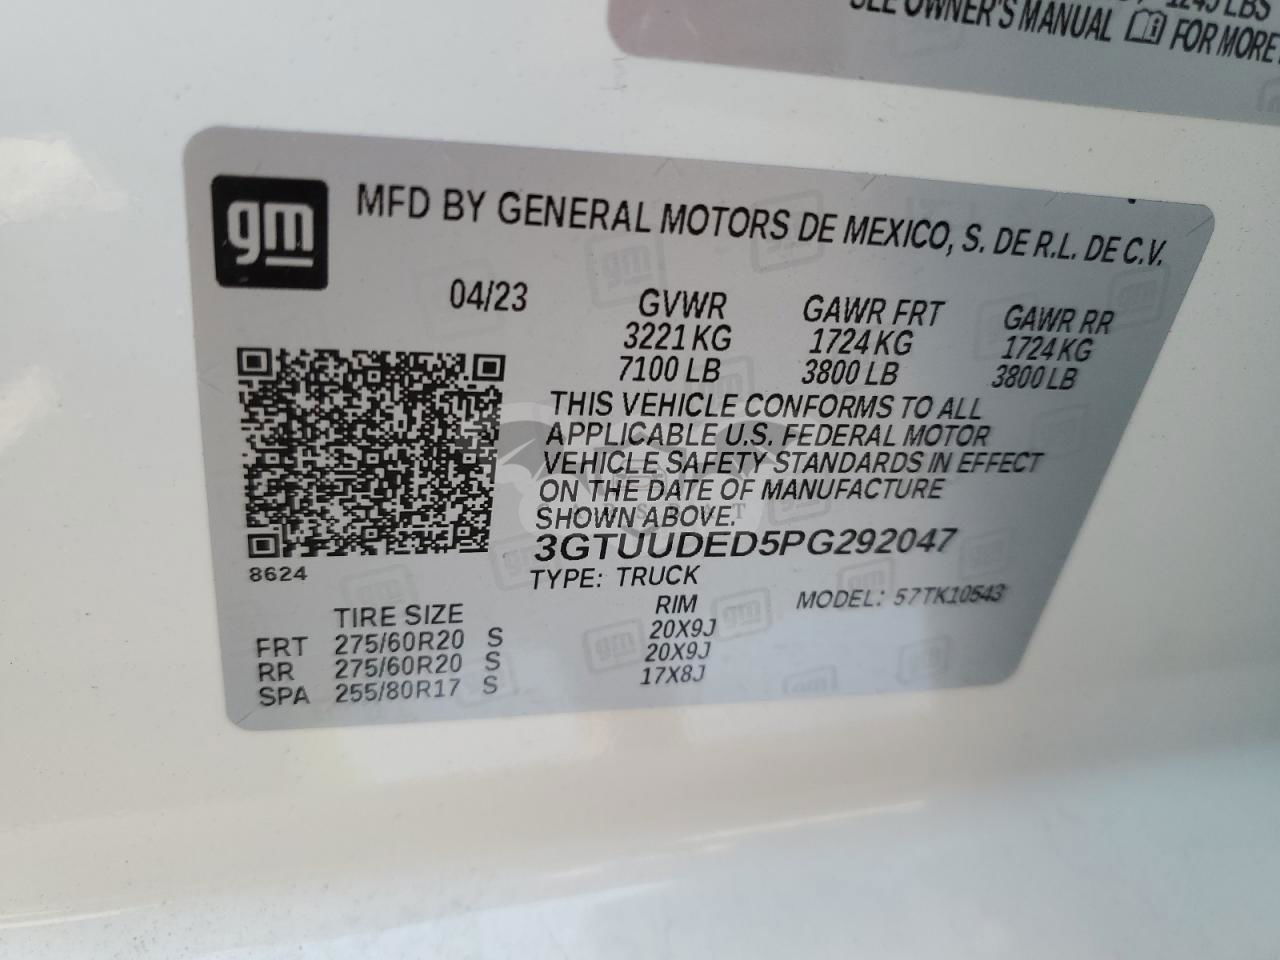 1245 LBS
SEE OWNER'S MANUAL FOR MORE
gm
MFD BY GENERAL MOTORS DE MEXICO, S. DE R.L. DE C.V.
04/23
GVWR GAWR FRT GAWR RR
3221 KG 1724 KG 1724 KG
7100 LB 3800 LB 3800 LB
THIS VEHICLE CONFORMS TO ALL
APPLICABLE U.S. FEDERAL MOTOR
VEHICLE SAFETY STANDARDS IN EFFECT
ON THE DATE OF MANUFACTURE
SHOWN ABOVE.
3GTUUDED5PG292047
8624
TYPE: TRUCK MODEL: 57TK10543
TIRE SIZE RIM
FRT 275/60R20 S 20X9J
RR 275/60R20 S 20X9J
SPA 255/80R17 S 17X8J